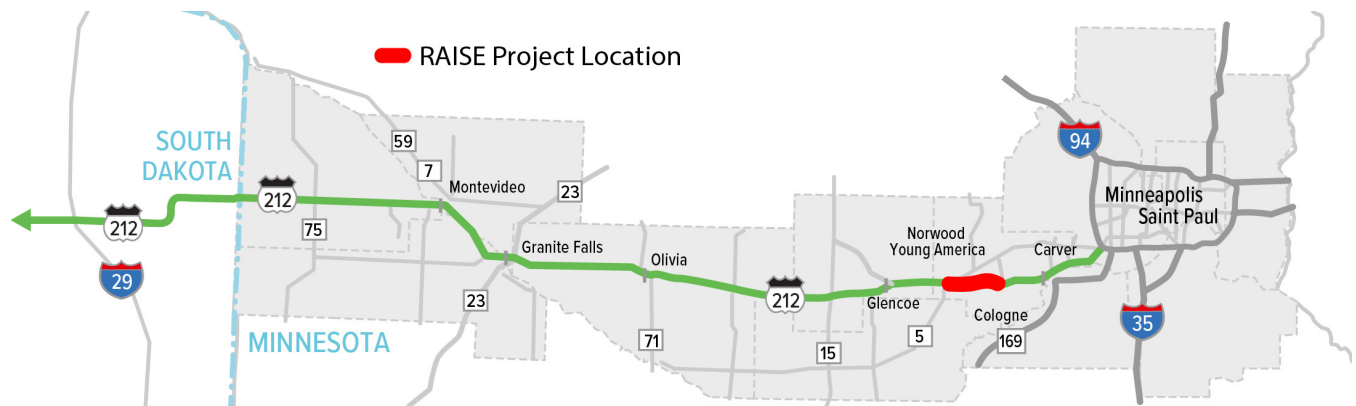 RAISE Project Location
94
59
SOUTH
DAKOTA
7
Montevideo
23
Minneapolis
Saint Paul
212
212
75
Norwood
Young America
Carver
Granite Falls
Olivia
29
23
212
Glencoe
Cologne
35
MINNESOTA
71
15
5
169